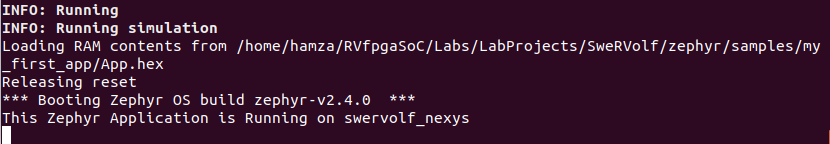 INFO: Running
INFO: Running simulation
Loading RAM contents from /home/hamza/RVfpgaSoC/Labs/LabProjects/SweRVolf/zephyr/samples/my
_first_app/App.hex
Releasing reset
*** Booting Zephyr OS build zephyr-v2.4.0  ***
This Zephyr Application is Running on swervolf_nexys